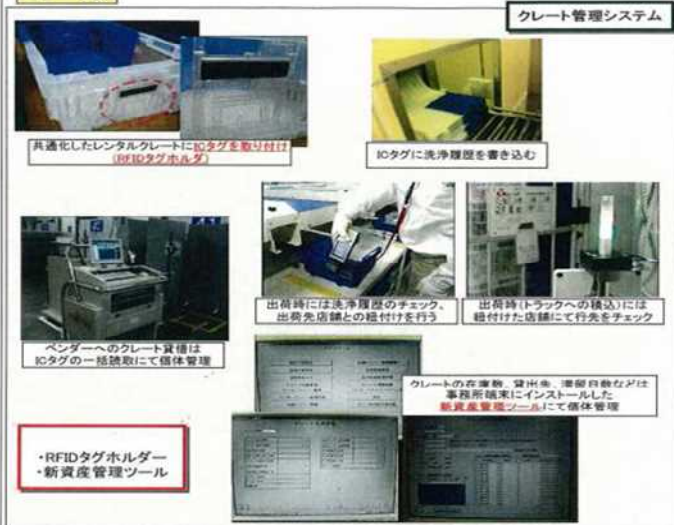 クレート管理システム
共通化したレンタルクレートにICタグを取り付け
(RFIDタグホルダ)
ICタグに洗浄履歴を書き込む
ベンダーへのクレート貸借は
ICタグの一括読取にて個体管理
出荷時には洗浄履歴のチェック、
出荷先店舗との紐付けを行う
出荷時(トラックへの積込)には
紐付けた店舗にて行先をチェック
クレートの在庫数、貸出先、滞留日数などは
事務所端末にインストールした
新資産管理ツールにて個体管理
・RFIDタグホルダー
・新資産管理ツール